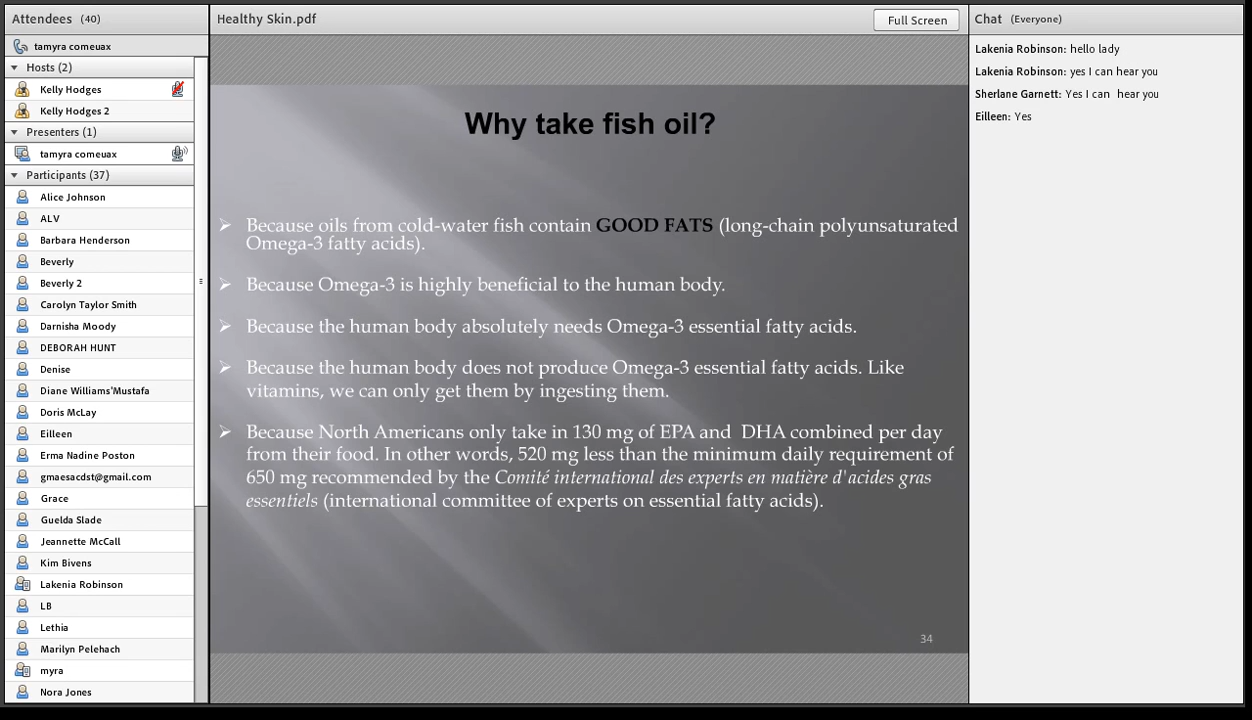 Attendees (40)
tamyra comeuax
Hosts (2)
Kelly Hodges
Kelly Hodges 2
Presenters (1)
tamyra comeuax
Participants (37)
Alice Johnson
ALV
Barbara Henderson
Beverly
Beverly 2
Carolyn Taylor Smith
Darnisha Moody
DEBORAH HUNT
Denise
Diane Williams'Mustafa
Doris McLay
Eilleen
Erma Nadine Poston
gmaesacdst@gmail.com
Grace
Guelda Slade
Jeannette McCall
Kim Bivens
Lakenia Robinson
LB
Lethia
Marilyn Pelehach
myra
Nora Jones
Healthy Skin.pdf
Full Screen
Why take fish oil?
Because oils from cold-water fish contain GOOD FATS (long-chain polyunsaturated
Omega-3 fatty acids).
Because Omega-3 is highly beneficial to the human body.
Because the human body absolutely needs Omega-3 essential fatty acids.
Because the human body does not produce Omega-3 essential fatty acids. Like
vitamins, we can only get them by ingesting them.
Because North Americans only take in 130 mg of EPA and DHA combined per day
from their food. In other words, 520 mg less than the minimum daily requirement of
650 mg recommended by the Comité international des experts en matière d'acides gras
essentiels (international committee of experts on essential fatty acids).
34
Chat (Everyone)
Lakenia Robinson: hello lady
Lakenia Robinson: yes I can hear you
Sherlane Garnett: Yes I can hear you
Eilleen: Yes